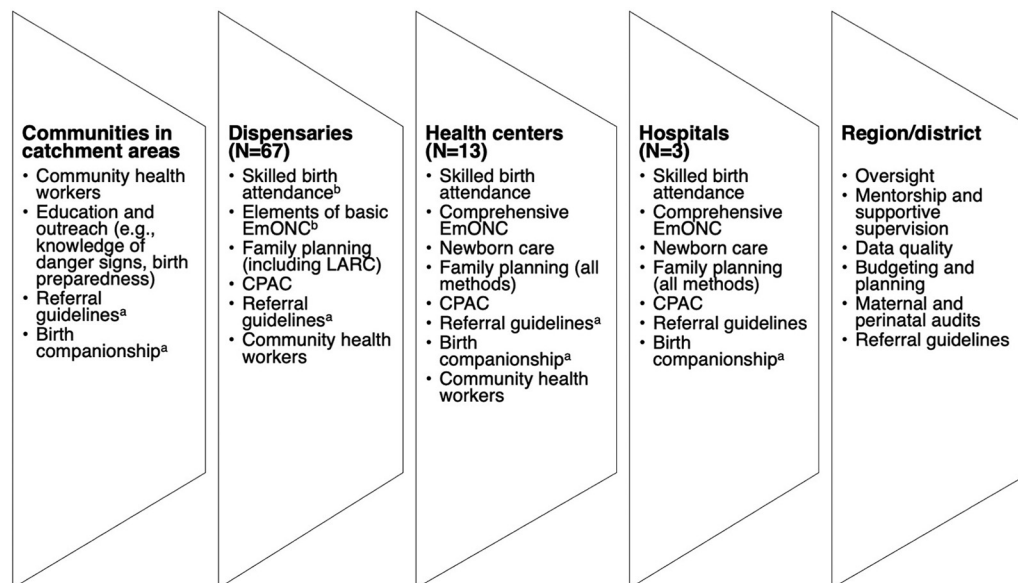 Communities in
catchment areas
• Community health
workers
• Education and
outreach (e.g.,
knowledge of
danger signs, birth
preparedness)
• Referral
guidelinesᵃ
• Birth
companionshipᵃ
Dispensaries
(N=67)
• Skilled birth
attendanceᵇ
• Elements of basic
EmONCᵇ
• Family planning
(including LARC)
• CPAC
• Referral
guidelinesᵃ
• Community health
workers
Health centers
(N=13)
• Skilled birth
attendance
• Comprehensive
EmONC
• Newborn care
• Family planning (all
methods)
• CPAC
• Referral guidelinesᵃ
• Birth
companionshipᵃ
• Community health
workers
Hospitals
(N=3)
• Skilled birth
attendance
• Comprehensive
EmONC
• Newborn care
• Family planning
(all methods)
• CPAC
• Referral guidelines
• Birth
companionshipᵃ
Region/district
• Oversight
• Mentorship and
supportive
supervision
• Data quality
• Budgeting and
planning
• Maternal and
perinatal audits
• Referral guidelines